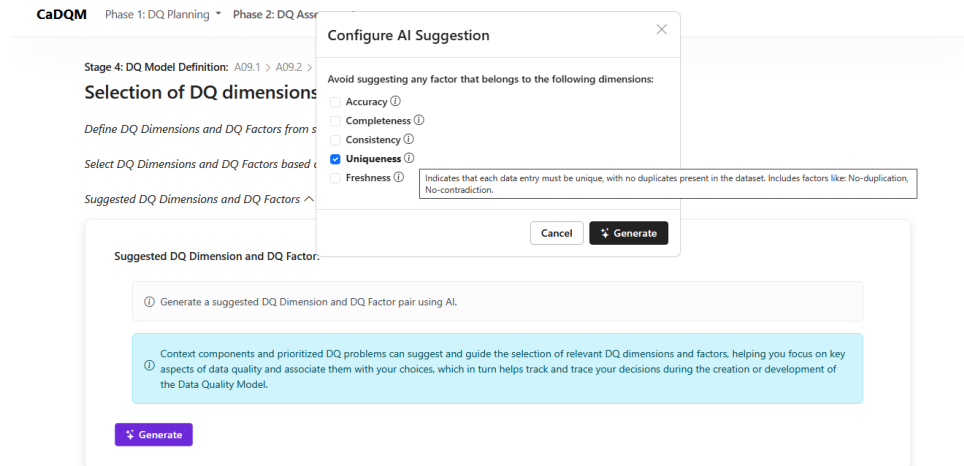 CaDQM Phase 1: DQ Planning Phase 2: DQ Asse
Configure AI Suggestion
Stage 4: DQ Model Definition: A09.1 > A09.2 >
Selection of DQ dimensions
Define DQ Dimensions and DQ Factors from s
Select DQ Dimensions and DQ Factors based
Suggested DQ Dimensions and DQ Factors
Avoid suggesting any factor that belongs to the following dimensions:
Accuracy
Completeness
Consistency
Uniqueness
Freshness
Indicates that each data entry must be unique, with no duplicates present in the dataset. Includes factors like: No-duplication,
No-contradiction.
Cancel Generate
Suggested DQ Dimension and DQ Factor:
Generate a suggested DQ Dimension and DQ Factor pair using AI.
Context components and prioritized DQ problems can suggest and guide the selection of relevant DQ dimensions and factors, helping you focus on key
aspects of data quality and associate them with your choices, which in turn helps track and trace your decisions during the creation or development of
the Data Quality Model.
Generate